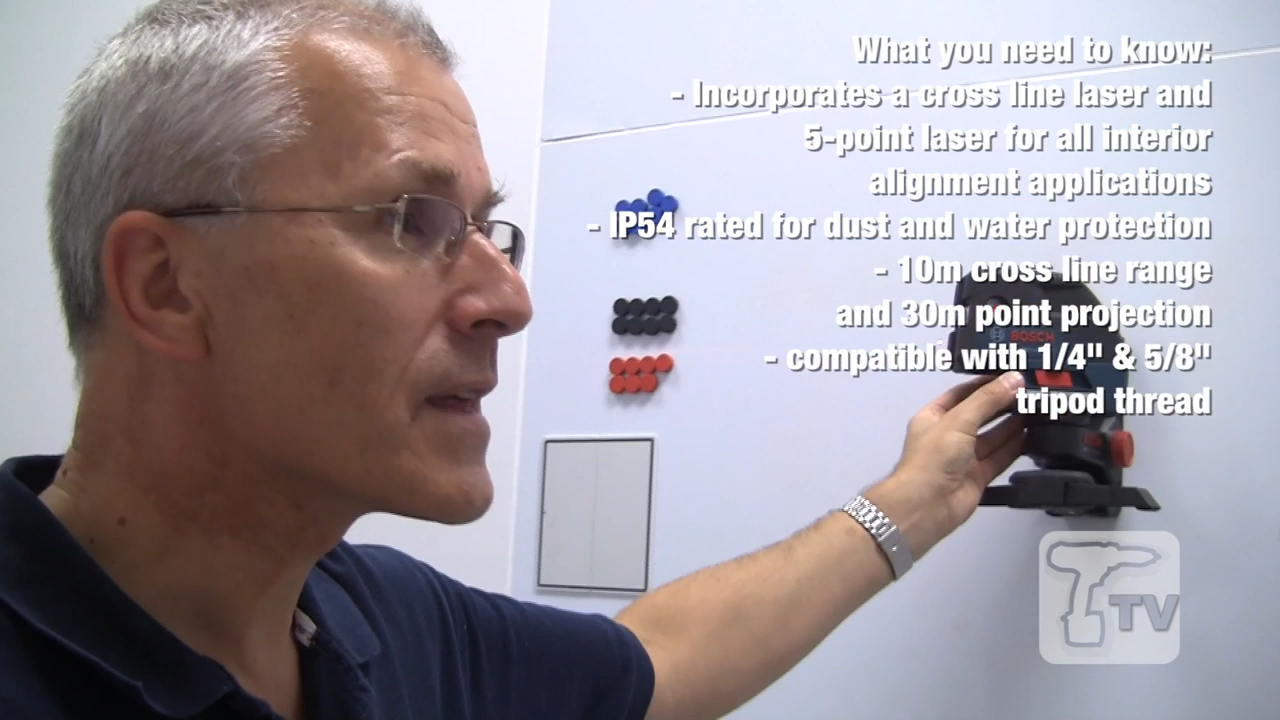 What you need to know:
- Incorporates a cross line laser and
5-point laser for all interior
alignment applications
- IP54 rated for dust and water protection
- 10m cross line range
and 30m point projection
- compatible with 1/4" & 5/8"
tripod thread
BOSCH
TV